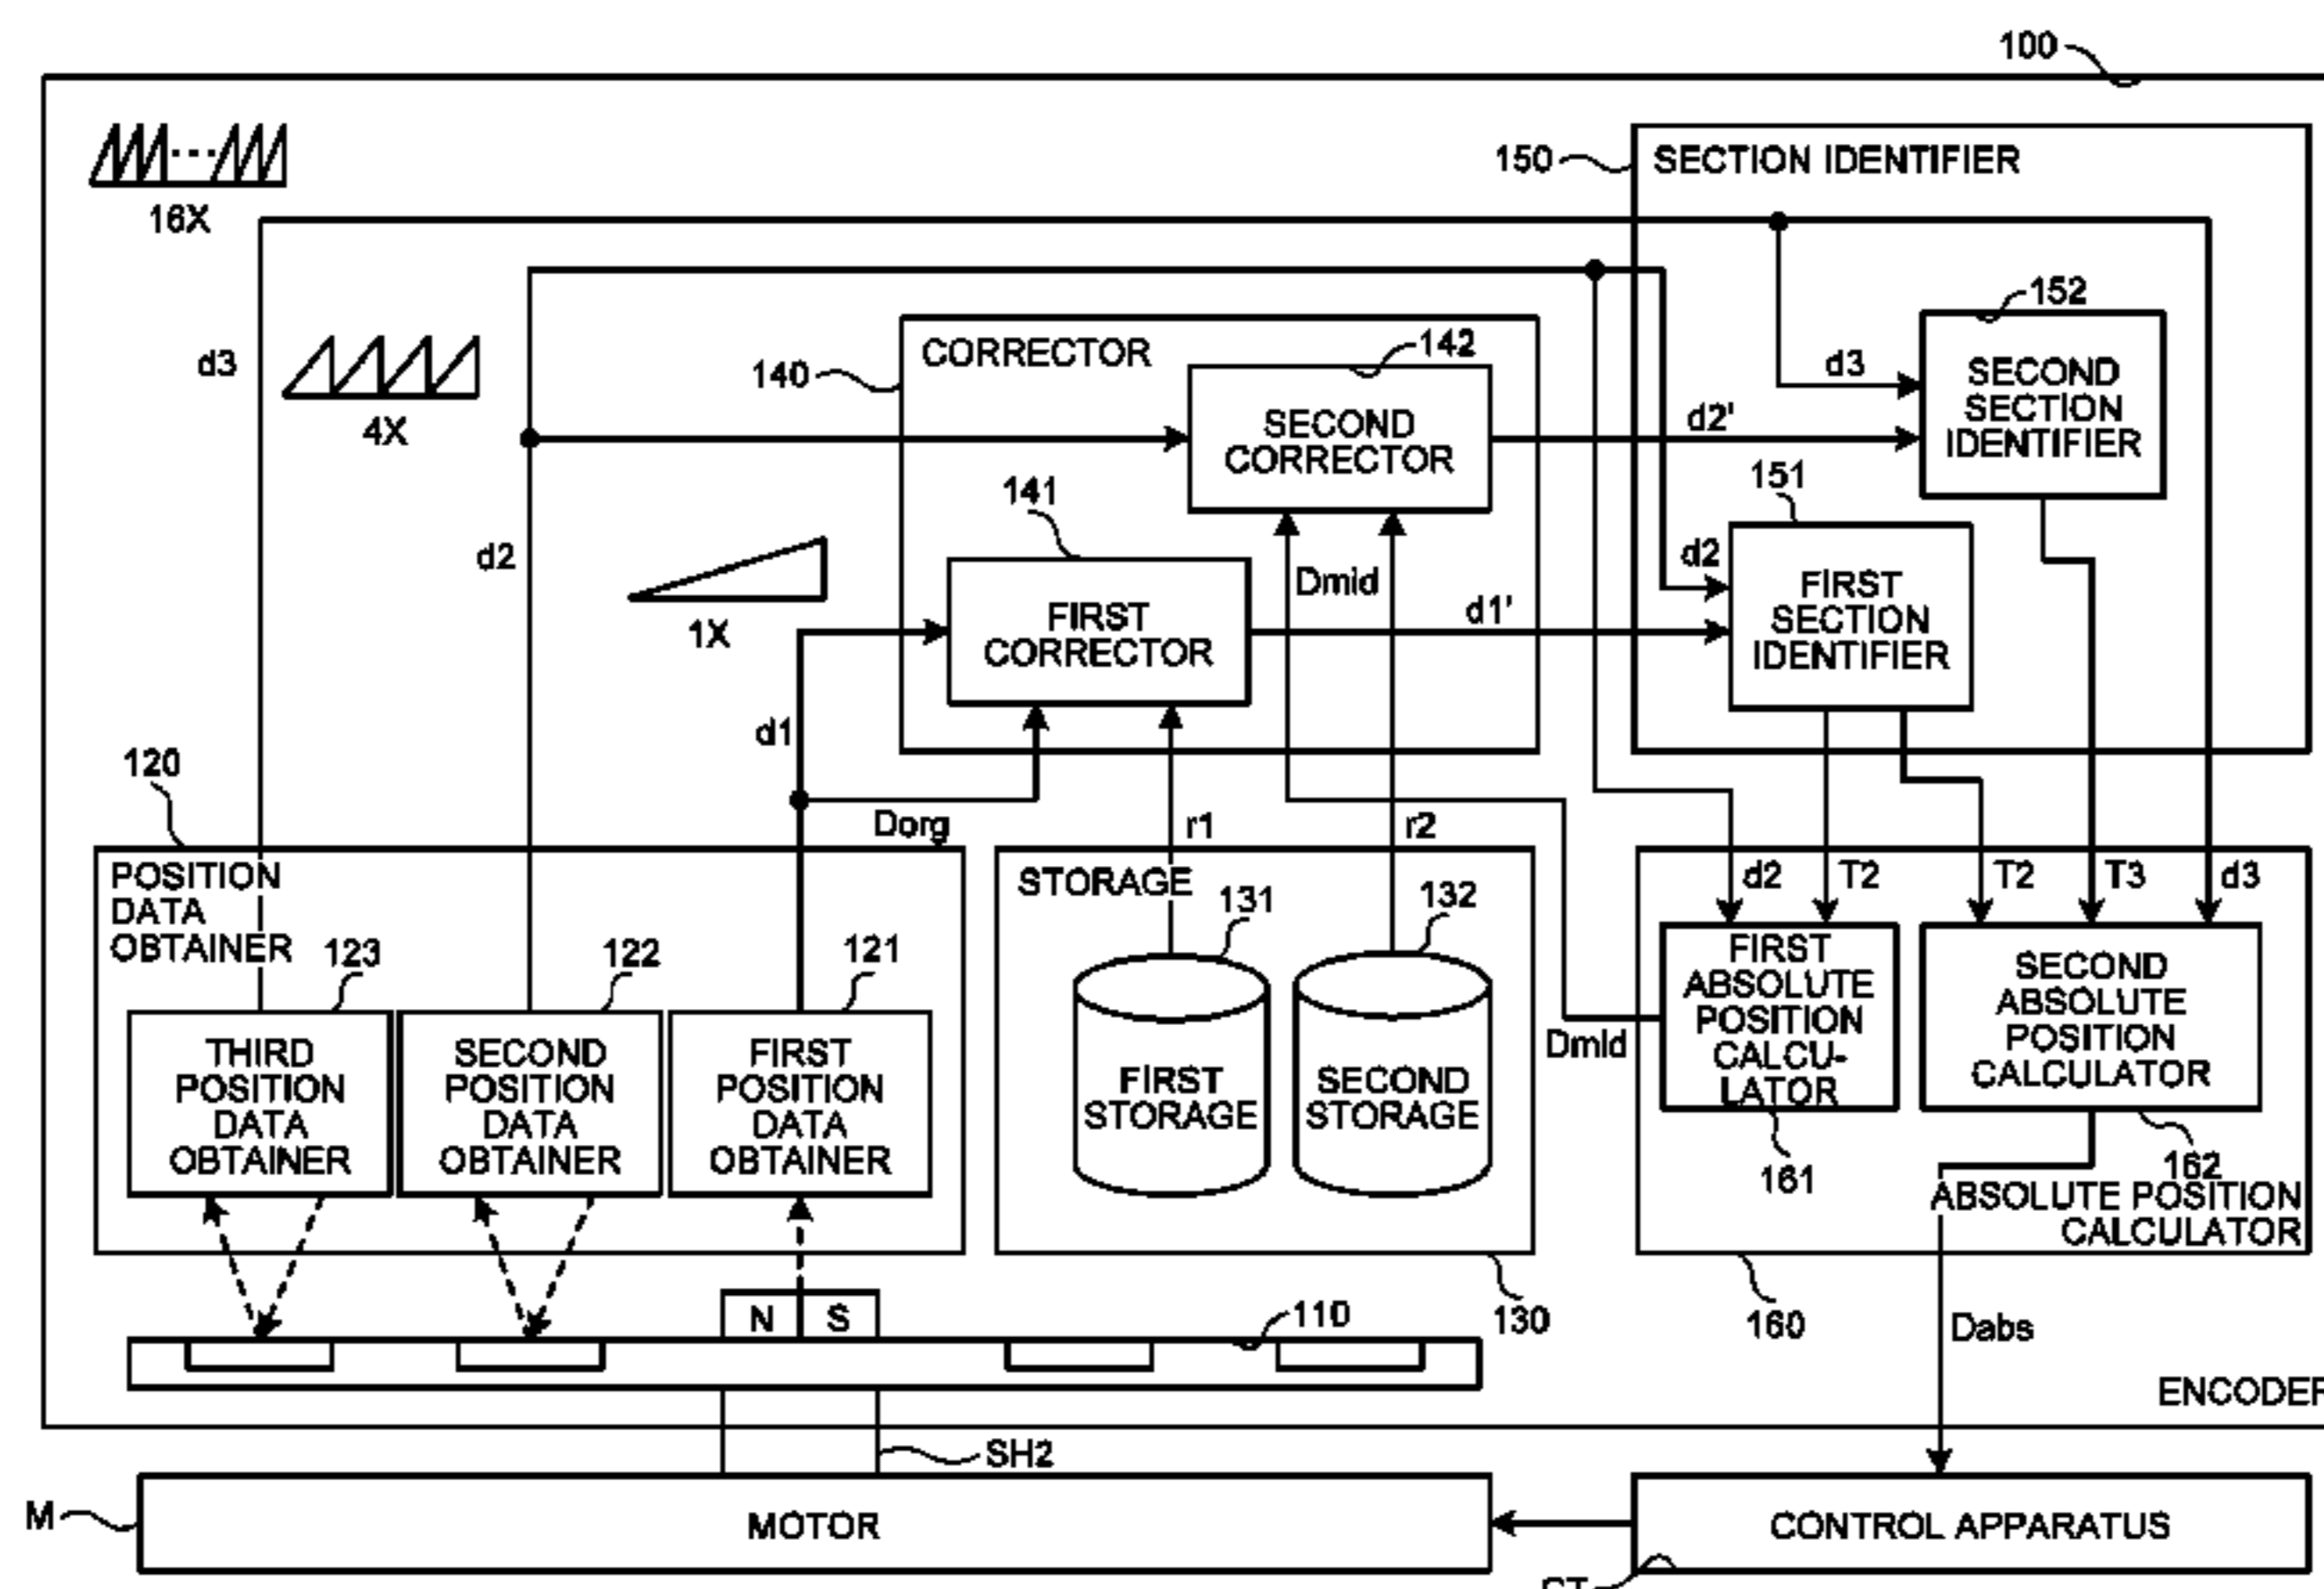 100
150
SECTION IDENTIFIER
16X
152
d3
4X
140
CORRECTOR
142
SECOND
CORRECTOR
d2'
d3
SECOND
SECTION
IDENTIFIER
151
141
d2
1X
FIRST
CORRECTOR
Dmid
d1'
d2
FIRST
SECTION
IDENTIFIER
d1
120
Dorg
r1
r2
POSITION
DATA
OBTAINER
123
122
121
STORAGE
131
132
d2
T2
T2
T3
d3
THIRD
POSITION
DATA
OBTAINER
SECOND
POSITION
DATA
OBTAINER
FIRST
POSITION
DATA
OBTAINER
FIRST
STORAGE
SECOND
STORAGE
Dmid
FIRST
ABSOLUTE
POSITION
CALCU-
LATOR
SECOND
ABSOLUTE
POSITION
CALCULATOR
161
162
ABSOLUTE POSITION
CALCULATOR
N
S
110
130
160
Dabs
ENCODER
SH2
M
MOTOR
CONTROL APPARATUS